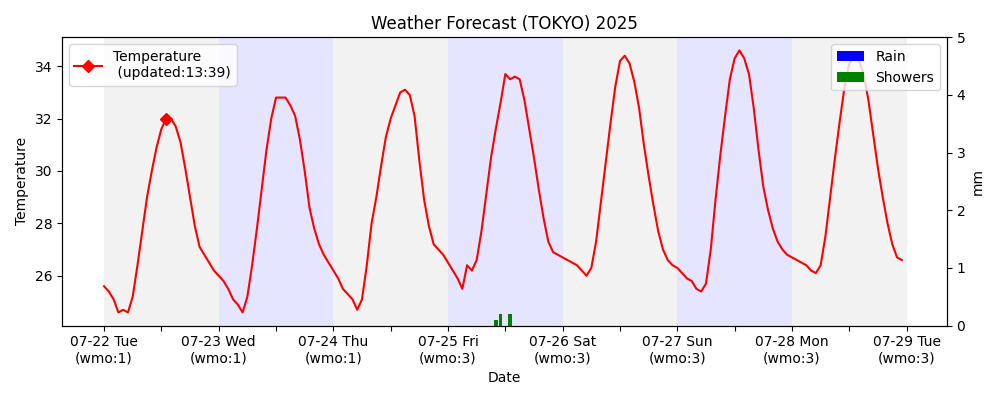 Weather Forecast (TOKYO) 2025
Temperature
(updated:13:39)
Rain
Showers
Temperature
34
32
30
28
26
5
4
3
2
1
0
mm
07-22 Tue
(wmo:1)
07-23 Wed
(wmo:1)
07-24 Thu
(wmo:1)
07-25 Fri
(wmo:3)
07-26 Sat
(wmo:3)
07-27 Sun
(wmo:3)
07-28 Mon
(wmo:3)
07-29 Tue
(wmo:3)
Date